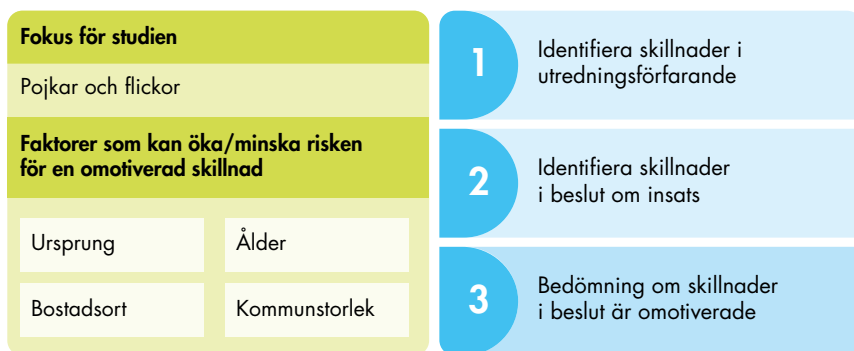 Fokus för studien
Pojkar och flickor
Faktorer som kan öka/minska risken
för en omotiverad skillnad
Ursprung
Ålder
Bostadsort
Kommunstorlek
1
Identifiera skillnader i
utredningsförfarande
2
Identifiera skillnader
i beslut om insats
3
Bedömning om skillnader
i beslut är omotiverade